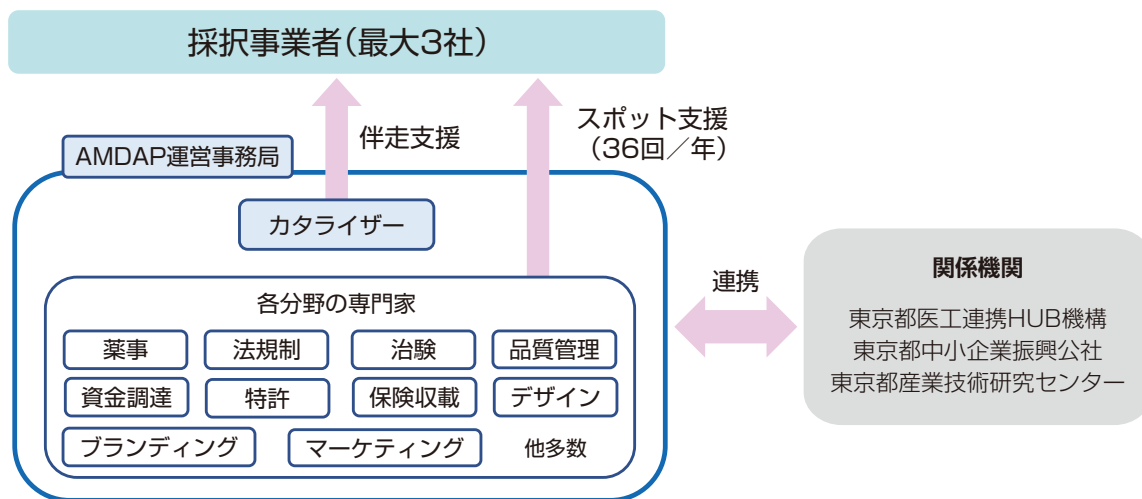 採択事業者(最大3社)
伴走支援
スポット支援
(36回/年)
AMDAP運営事務局
カタライザー
各分野の専門家
薬事
法規制
治験
品質管理
資金調達
特許
保険収載
デザイン
ブランディング
マーケティング
他多数
連携
関係機関
東京都医工連携HUB機構
東京都中小企業振興公社
東京都産業技術研究センター